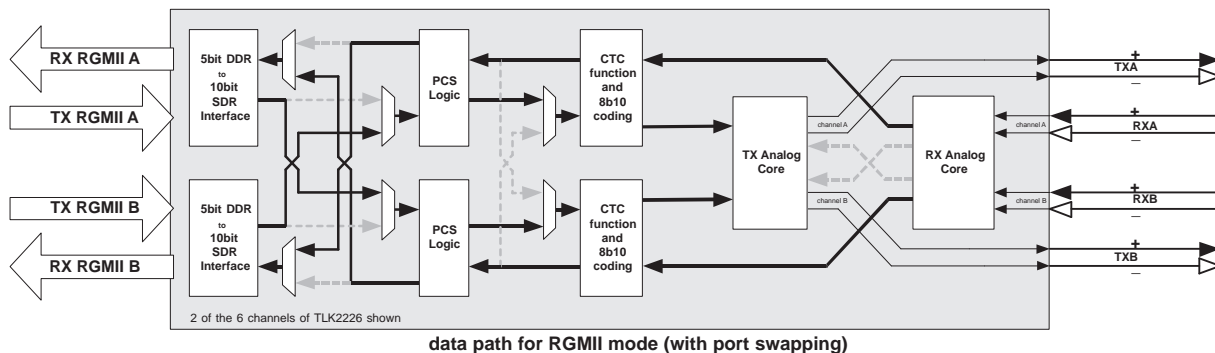 RX RGMII A
TX RGMII A
TX RGMII B
RX RGMII B
5bit DDR
to
10bit
SDR
Interface
5bit DDR
to
10bit
SDR
Interface
PCS
Logic
PCS
Logic
CTC
function
and
8b10
coding
CTC
function
and
8b10
coding
TX Analog
Core
RX Analog
Core
channel A
channel B
channel A
channel B
+
TXA
–
+
RXA
–
+
RXB
–
+
TXB
–
2 of the 6 channels of TLK2226 shown
data path for RGMII mode (with port swapping)